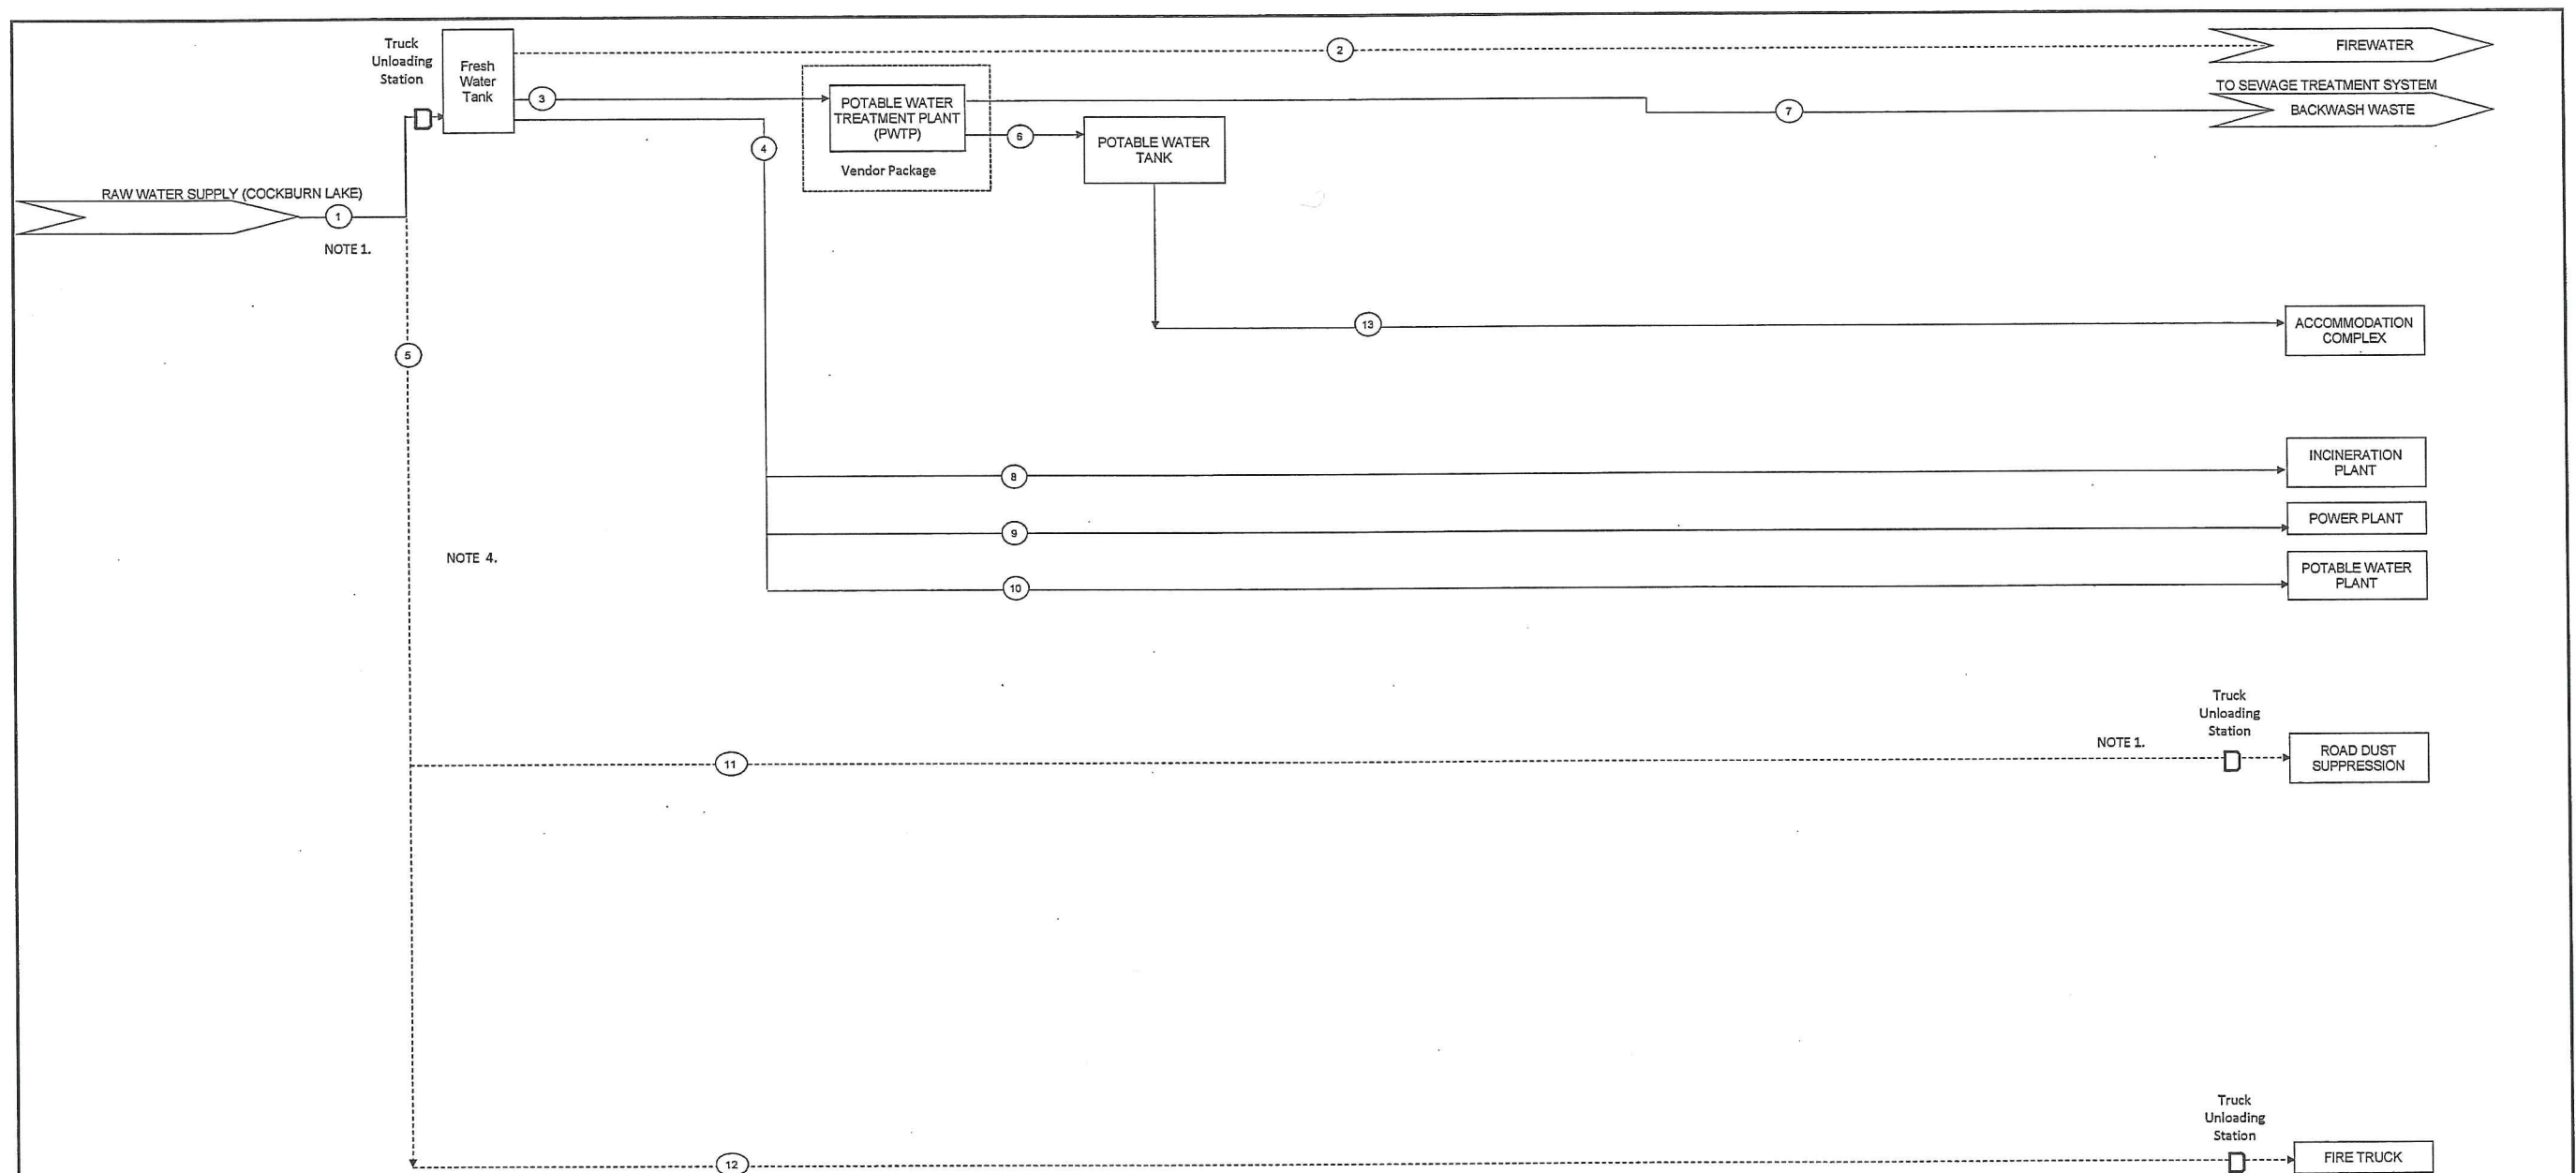 Truck
Unloading
Station
Fresh
Water
Tank
2
FIREWATER
3
POTABLE WATER
TREATMENT PLANT
(PWTP)
Vendor Package
TO SEWAGE TREATMENT SYSTEM
7
BACKWASH WASTE
4
6
POTABLE WATER
TANK
RAW WATER SUPPLY (COCKBURN LAKE)
1
NOTE 1.
13
ACCOMMODATION
COMPLEX
5
8
INCINERATION
PLANT
9
POWER PLANT
NOTE 4.
10
POTABLE WATER
PLANT
Truck
Unloading
Station
11
NOTE 1.
ROAD DUST
SUPPRESSION
Truck
Unloading
Station
12
FIRE TRUCK